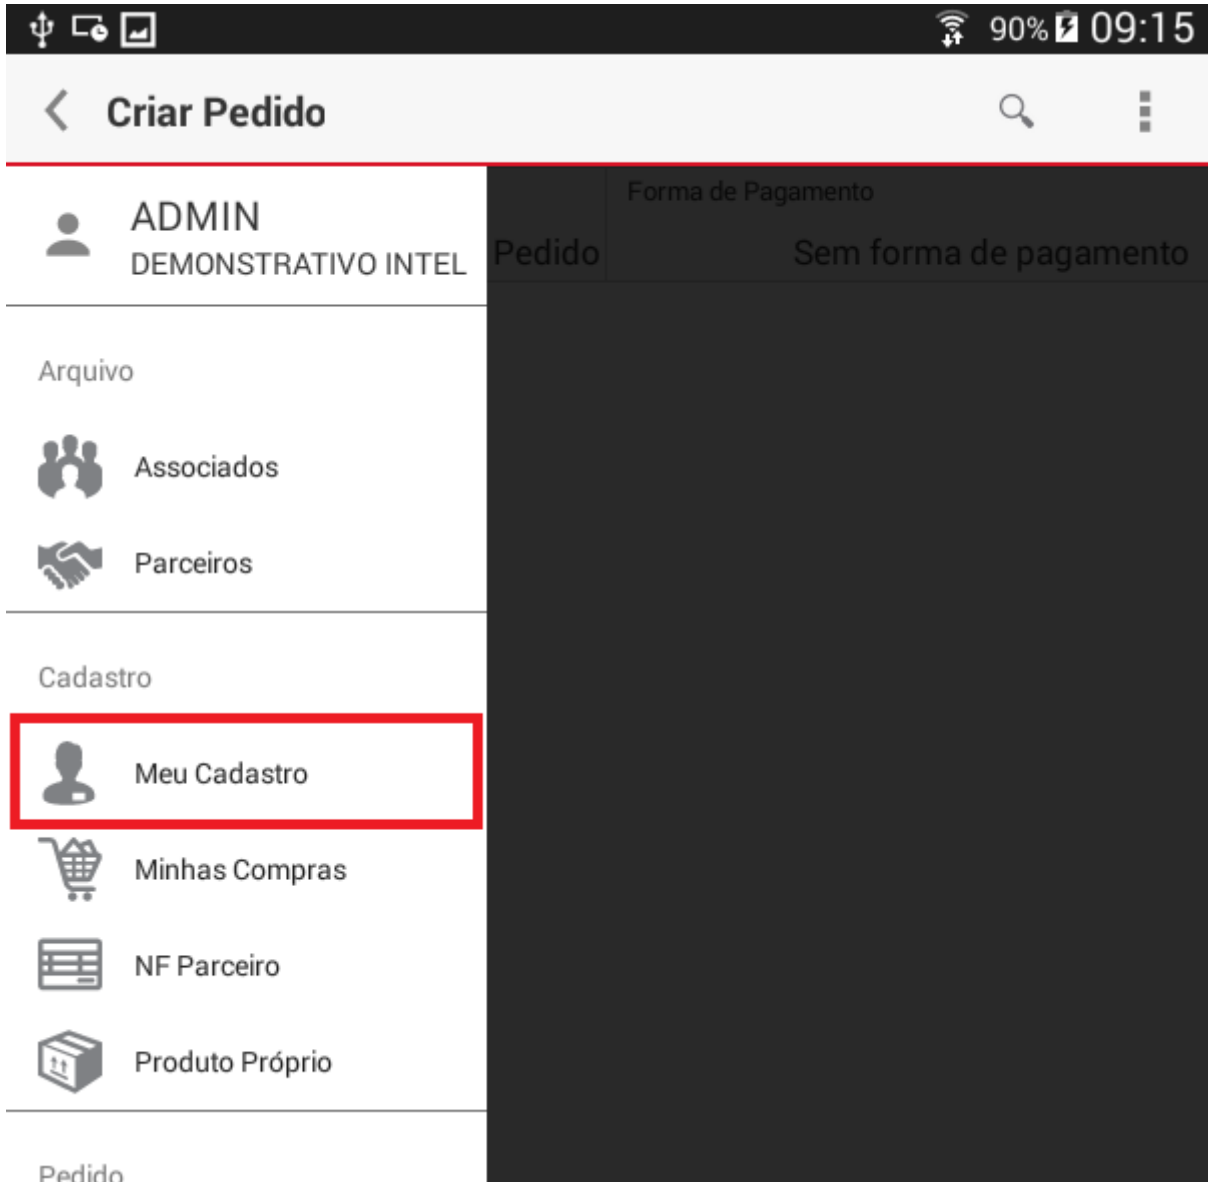 90% 09:15
Criar Pedido
ADMIN
DEMONSTRATIVO INTEL
Forma de Pagamento
Pedido
Sem forma de pagamento
Arquivo
Associados
Parceiros
Cadastro
Meu Cadastro
Minhas Compras
NF Parceiro
Produto Próprio
Pedido